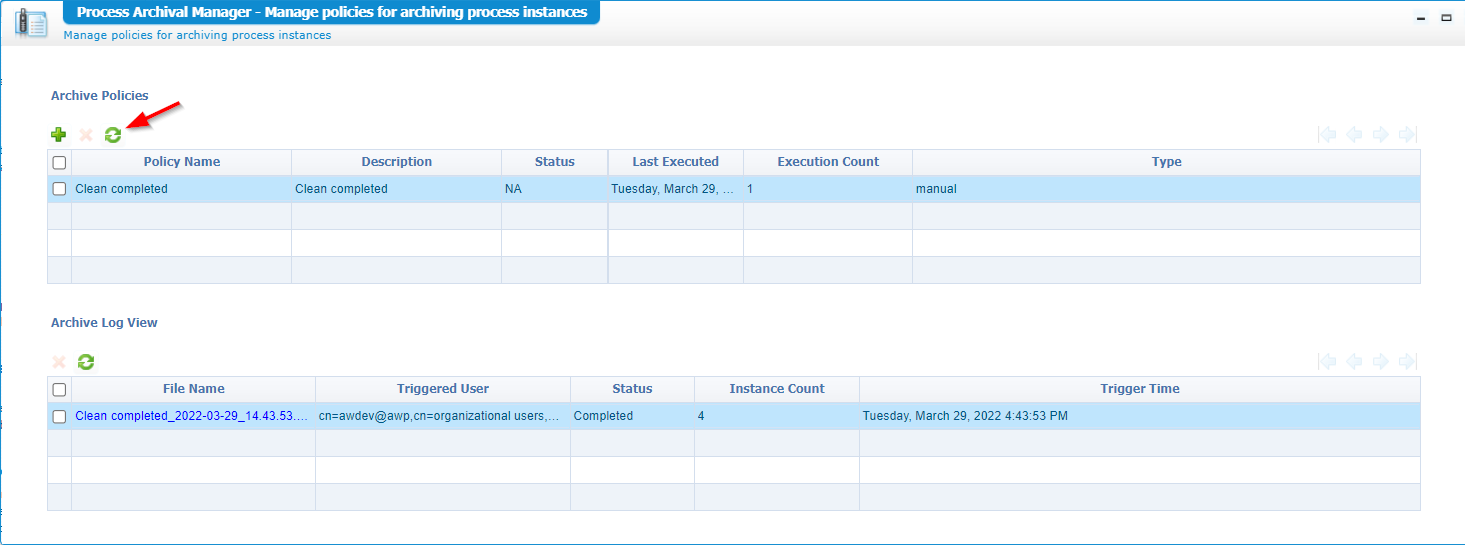 Process Archival Manager - Manage policies for archiving process instances
Manage policies for archiving process instances
Archive Policies
Policy Name Description Status Last Executed Execution Count Type
Clean completed Clean completed NA Tuesday, March 29, ... 1 manual
Archive Log View
File Name Triggered User Status Instance Count Trigger Time
Clean completed_2022-03-29_14.43.53.... cn=awdev@awp,cn=organizational users,... Completed 4 Tuesday, March 29, 2022 4:43:53 PM